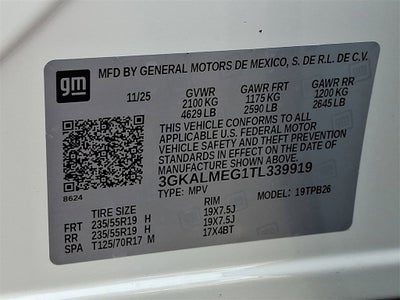 gm
MFD BY GENERAL MOTORS DE MEXICO, S. DE R.L. DE C.V.
11/25 GVWR GAWR FRT GAWR RR
2100 KG 1175 KG 1200 KG
4629 LB 2590 LB 2645 LB
THIS VEHICLE CONFORMS TO ALL
APPLICABLE U.S. FEDERAL MOTOR
VEHICLE SAFETY AND THEFT PREVENTION
STANDARDS IN EFFECT ON THE DATE OF
MANUFACTURE SHOWN ABOVE.
3GKALMEG1TL339919
8624 TYPE: MPV 19TPB26
TIRE SIZE RIM
FRT 235/55R19 H 19X7.5J
RR 235/55R19 H 19X7.5J
SPA T125/70R17 M 17X4BT